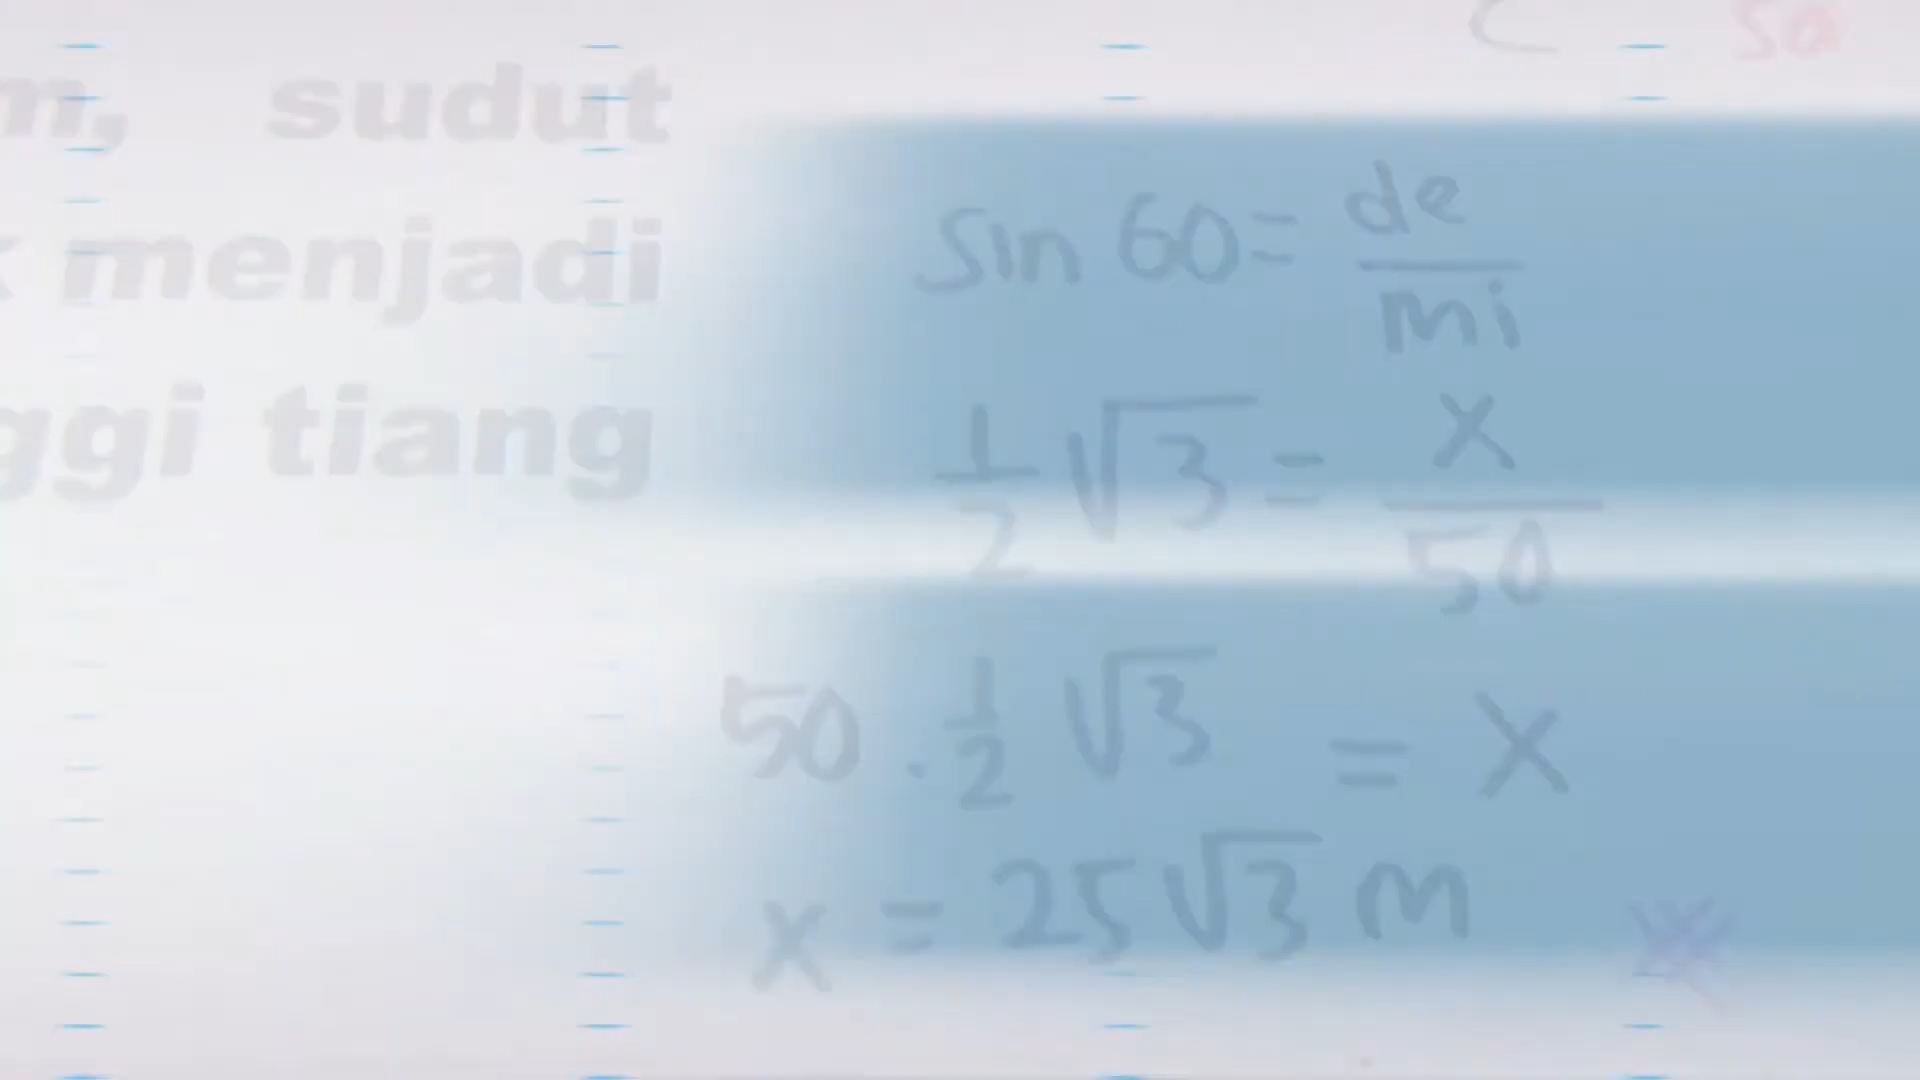 sudut
menjadi
tiang
sin 60 = de/mi
1/2 √3 = x/50
50 . 1/2 √3 = x
x = 25√3 m